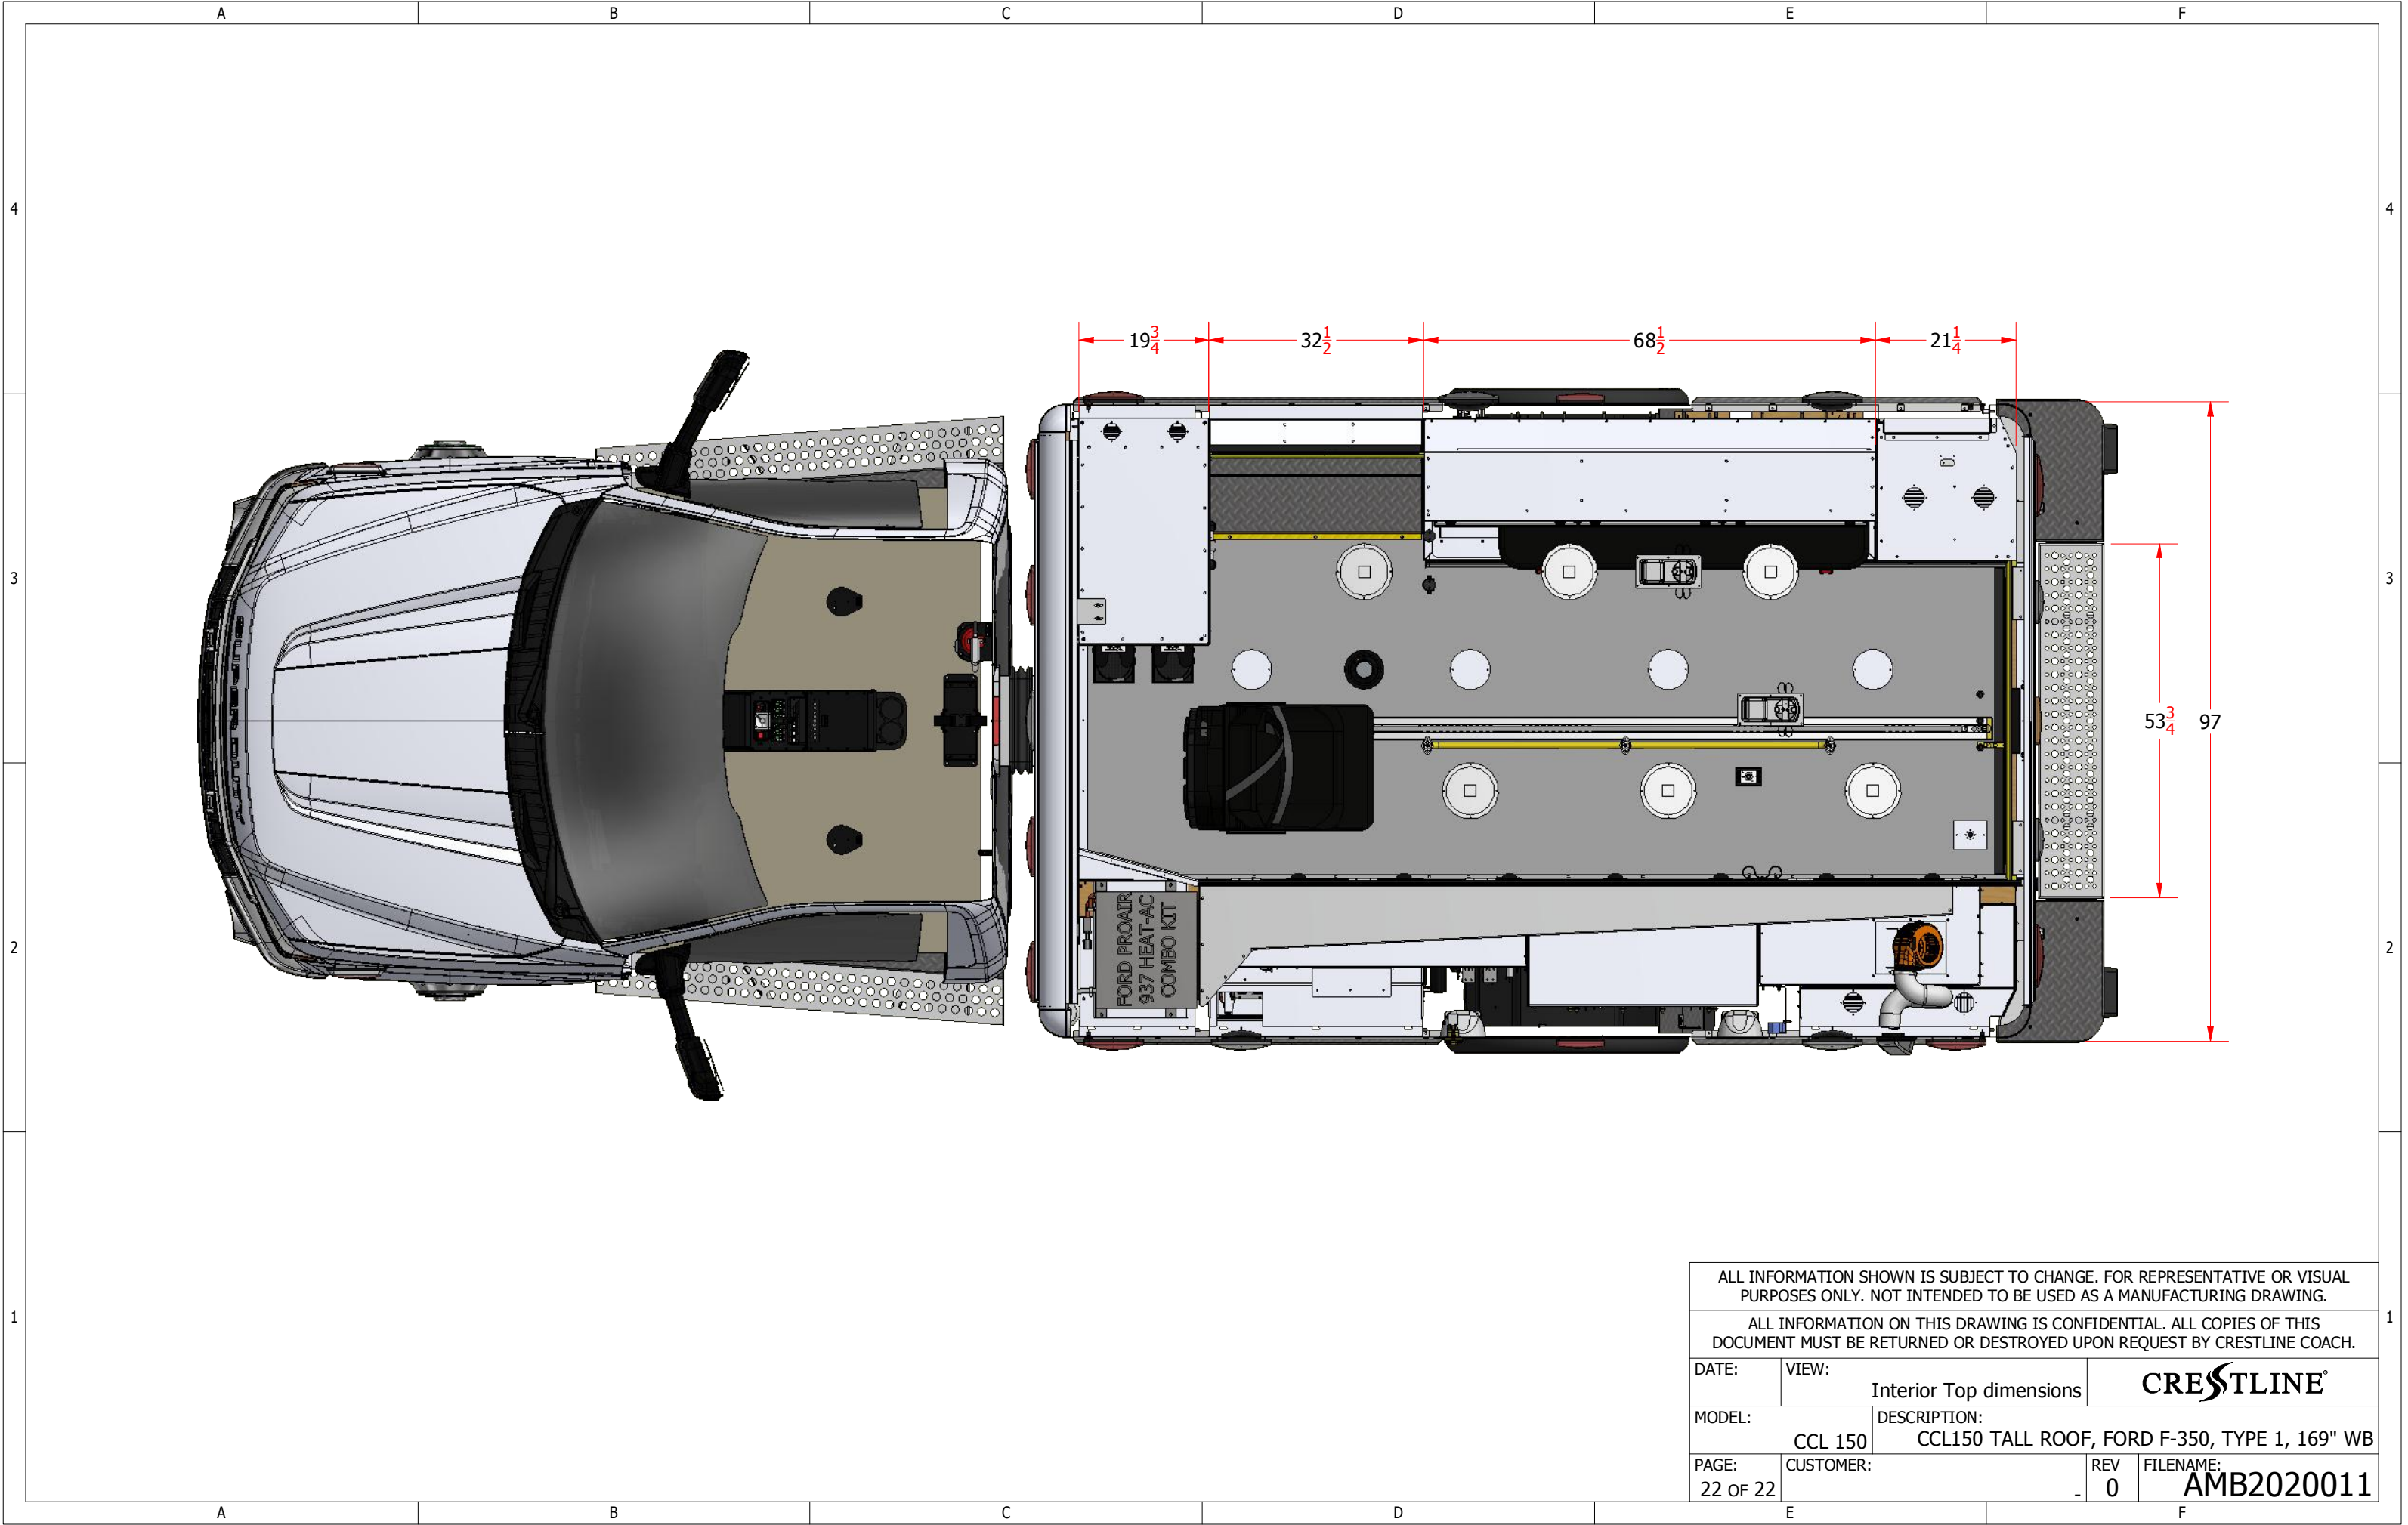 A B C D E F
4 4
19 3/4 32 1/2 68 1/2 21 1/4
3 3
53 3/4 97
FORD PROAIR
937 HEAT-AC
COMBO KIT
2 2
ALL INFORMATION SHOWN IS SUBJECT TO CHANGE. FOR REPRESENTATIVE OR VISUAL
PURPOSES ONLY. NOT INTENDED TO BE USED AS A MANUFACTURING DRAWING.
1 1
ALL INFORMATION ON THIS DRAWING IS CONFIDENTIAL. ALL COPIES OF THIS
DOCUMENT MUST BE RETURNED OR DESTROYED UPON REQUEST BY CRESTLINE COACH.
DATE: VIEW:
Interior Top dimensions
CRESTLINE®
MODEL: DESCRIPTION:
CCL 150 CCL150 TALL ROOF, FORD F-350, TYPE 1, 169" WB
PAGE: CUSTOMER: REV FILENAME:
22 OF 22 - 0 AMB2020011
A B C D E F